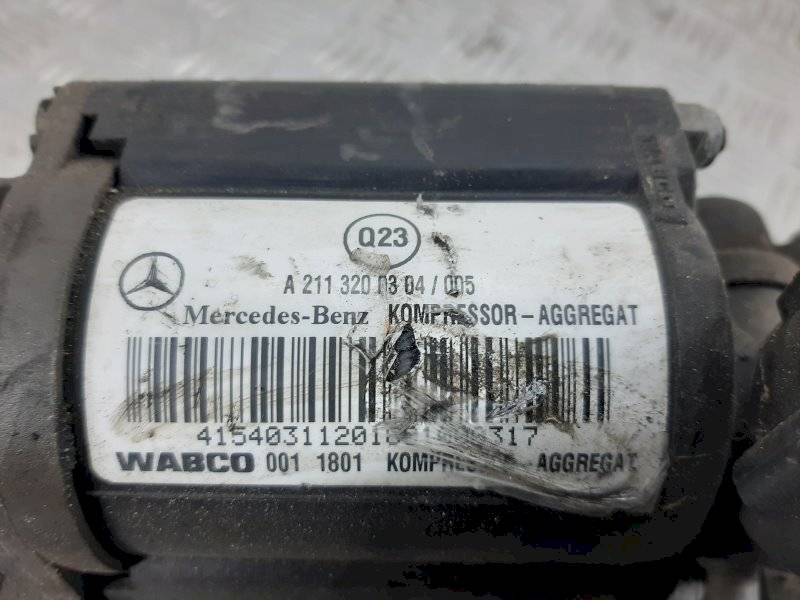 Q23
A 211 320 03 04 / 005
Mercedes-Benz KOMPRESSOR-AGGREGAT
WABCO 001 1801 KOMPRESSOR-AGGREGAT